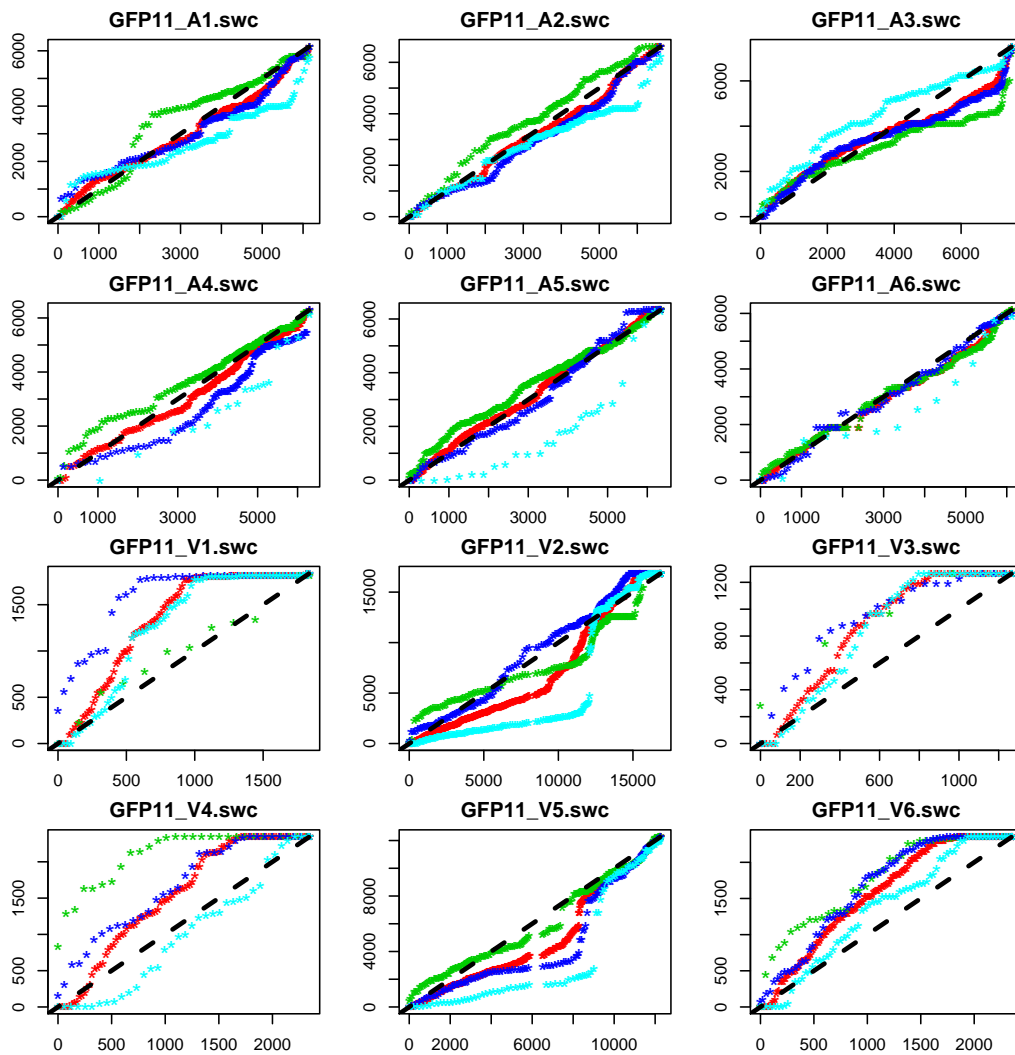 GFP11_A1.swc GFP11_A2.swc GFP11_A3.swc
0 2000 4000 6000
0 2000 4000 6000
0 2000 6000
0 1000 3000 5000
0 1000 3000 5000
0 2000 4000 6000
GFP11_A4.swc GFP11_A5.swc GFP11_A6.swc
0 2000 4000 6000
0 2000 4000 6000
0 2000 4000 6000
0 1000 3000 5000
0 1000 3000 5000
0 1000 3000 5000
GFP11_V1.swc GFP11_V2.swc GFP11_V3.swc
0 500 1500
0 5000 15000
0 400 800 1200
0 500 1000 1500
0 5000 10000 15000
0 200 600 1000
GFP11_V4.swc GFP11_V5.swc GFP11_V6.swc
0 500 1500
0 4000 8000
0 500 1500
0 500 1000 1500 2000
0 2000 6000 10000
0 500 1000 1500 2000